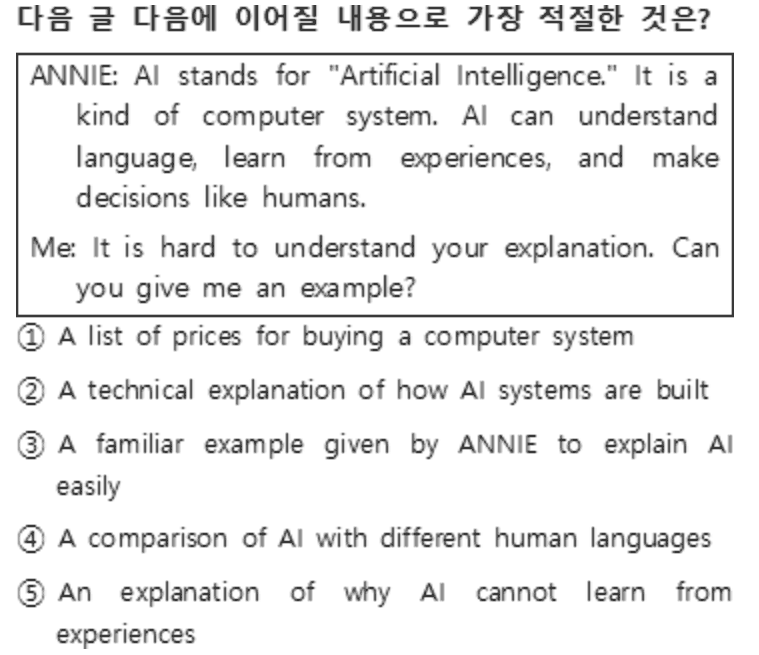 다음 글 다음에 이어질 내용으로 가장 적절한 것은?
ANNIE: AI stands for "Artificial Intelligence." It is a
kind of computer system. AI can understand
language, learn from experiences, and make
decisions like humans.
Me: It is hard to understand your explanation. Can
you give me an example?
① A list of prices for buying a computer system
② A technical explanation of how AI systems are built
③ A familiar example given by ANNIE to explain AI
easily
④ A comparison of AI with different human languages
⑤ An explanation of why AI cannot learn from
experiences